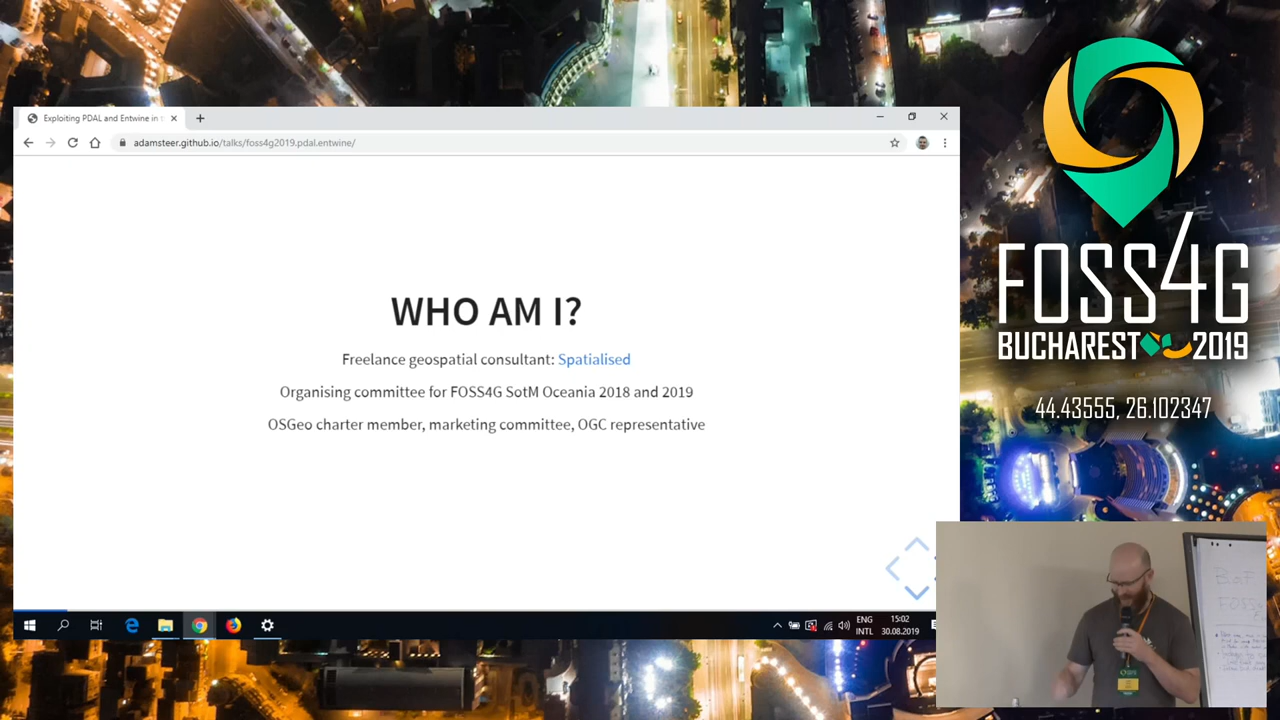 Exploiting PDAL and Entwine in
adamsteer.github.io/talks/foss4g2019.pdal.entwine/
WHO AM I?
Freelance geospatial consultant: Spatialised
Organising committee for FOSS4G SotM Oceania 2018 and 2019
OSGeo charter member, marketing committee, OGC representative
ENG
INTL
15:02
30.08.2019
FOSS4G
BUCHAREST 2019
44.43555, 26.102347
BoF